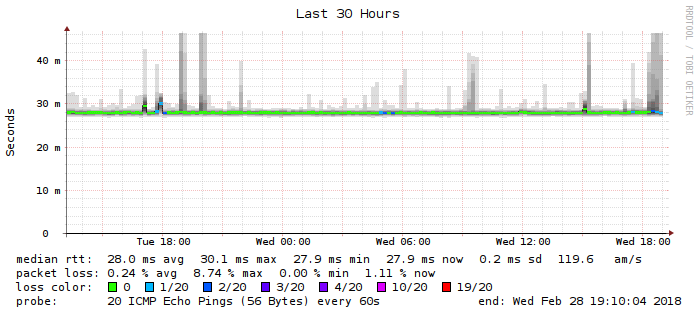 Last 30 Hours
RRDTOOL / TOBI OETIKER
Seconds
40 m
30 m
20 m
10 m
0
Tue 18:00 Wed 00:00 Wed 06:00 Wed 12:00 Wed 18:00
median rtt: 28.0 ms avg 30.1 ms max 27.9 ms min 27.9 ms now 0.2 ms sd 119.6 am/s
packet loss: 0.24 % avg 8.74 % max 0.00 % min 1.11 % now
loss color: 0 1/20 2/20 3/20 4/20 10/20 19/20
probe: 20 ICMP Echo Pings (56 Bytes) every 60s end: Wed Feb 28 19:10:04 2018